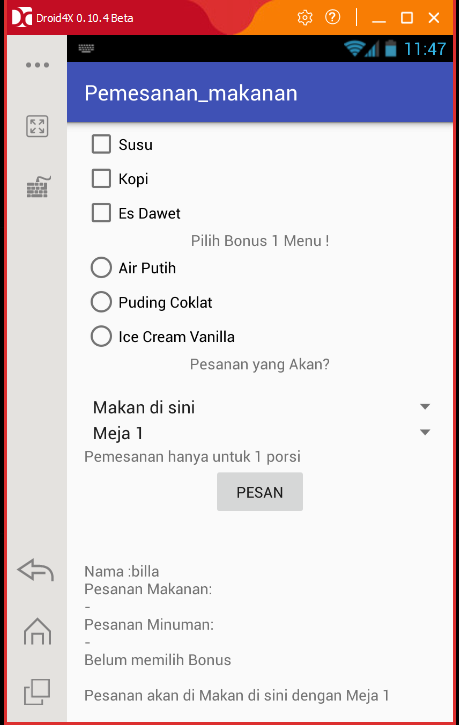 Droid4X 0.10.4 Beta
11:47
Pemesanan_makanan
Susu
Kopi
Es Dawet
Pilih Bonus 1 Menu !
Air Putih
Puding Coklat
Ice Cream Vanilla
Pesanan yang Akan?
Makan di sini
Meja 1
Pemesanan hanya untuk 1 porsi
PESAN
Nama :billa
Pesanan Makanan:
-
Pesanan Minuman:
-
Belum memilih Bonus
Pesanan akan di Makan di sini dengan Meja 1